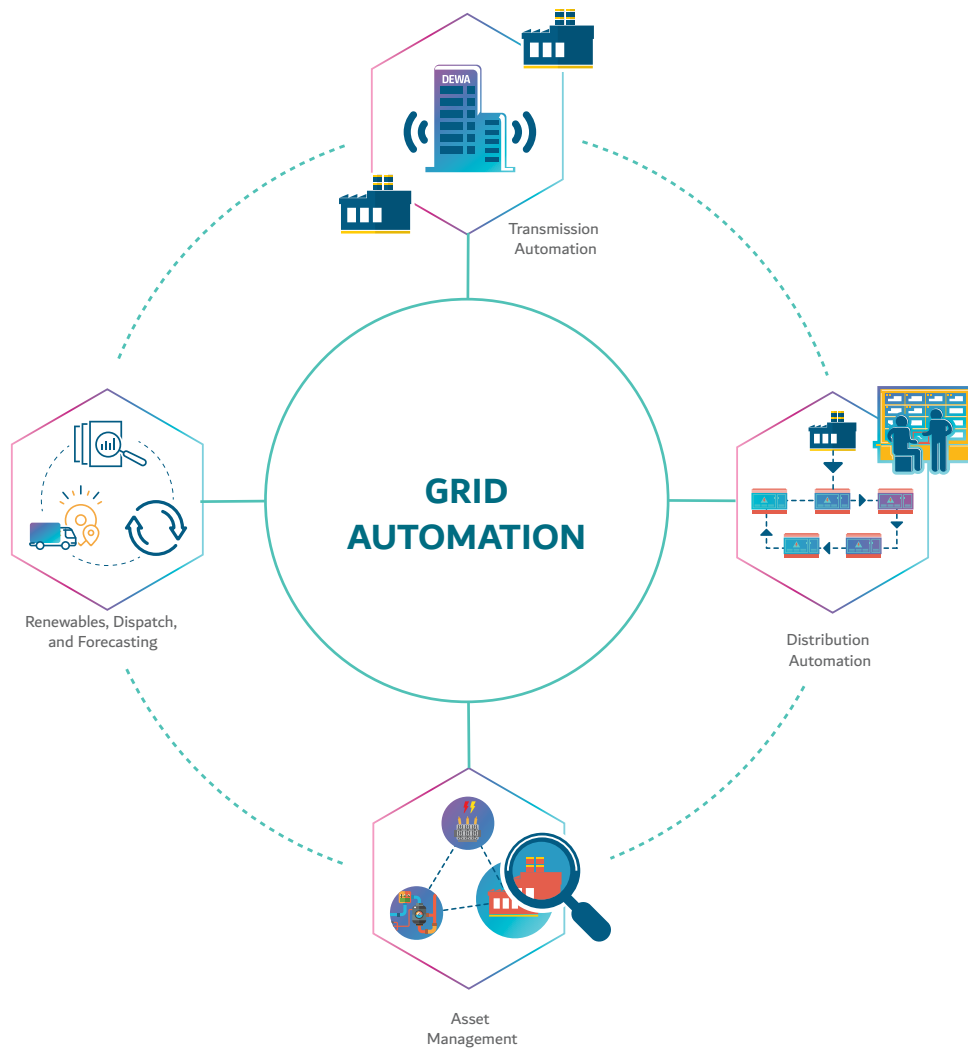 DEWA
Transmission
Automation
GRID
AUTOMATION
Renewables, Dispatch,
and Forecasting
Distribution
Automation
Asset
Management